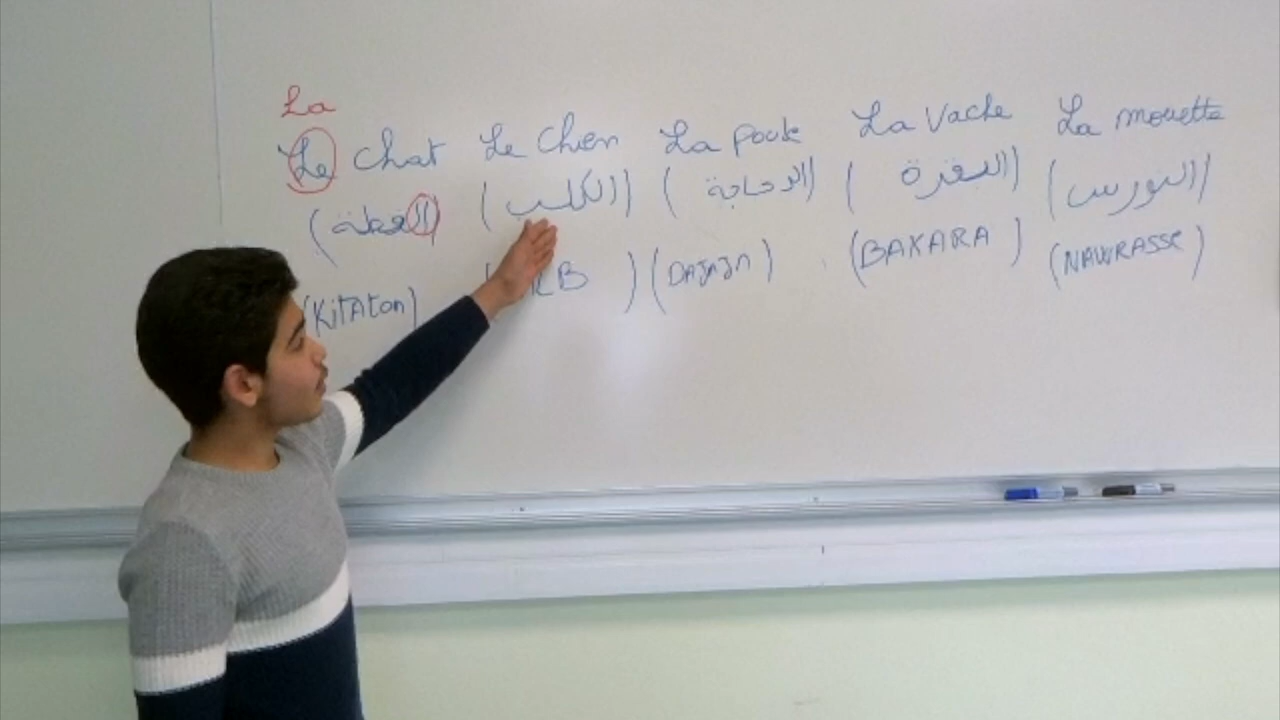 La
Le Chat Le Chien La poule La Vache La mouette
(القطة) (الكلب) (الدجاجة) (البقرة) (النورس)
(KitAton) LB) (DAJAJA) (BAKARA) (NAWRASSE)